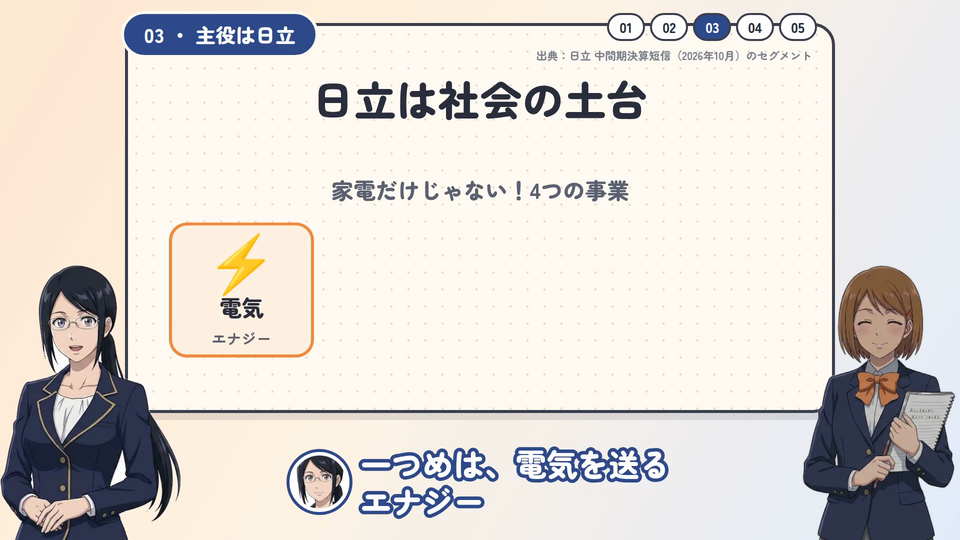 03 ・ 主役は日立
01 02 03 04 05
出典：日立 中間期決算短信（2026年10月）のセグメント
日立は社会の土台
家電だけじゃない！4つの事業
電気
エナジー
一つめは、電気を送る
エナジー